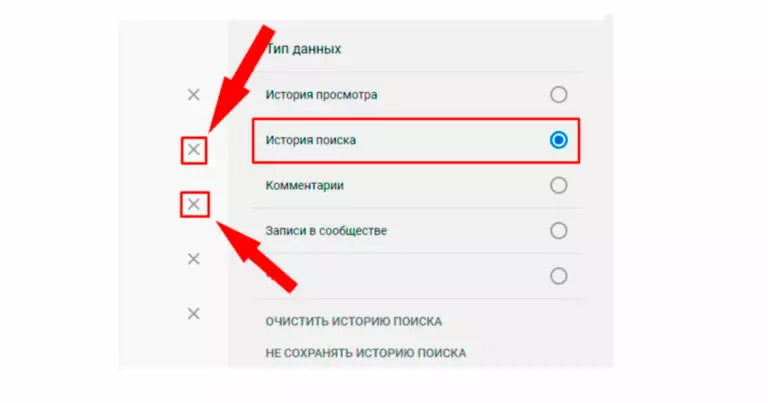 Тип данных
История просмотра
История поиска
Комментарии
Записи в сообществе
ОЧИСТИТЬ ИСТОРИЮ ПОИСКА
НЕ СОХРАНЯТЬ ИСТОРИЮ ПОИСКА